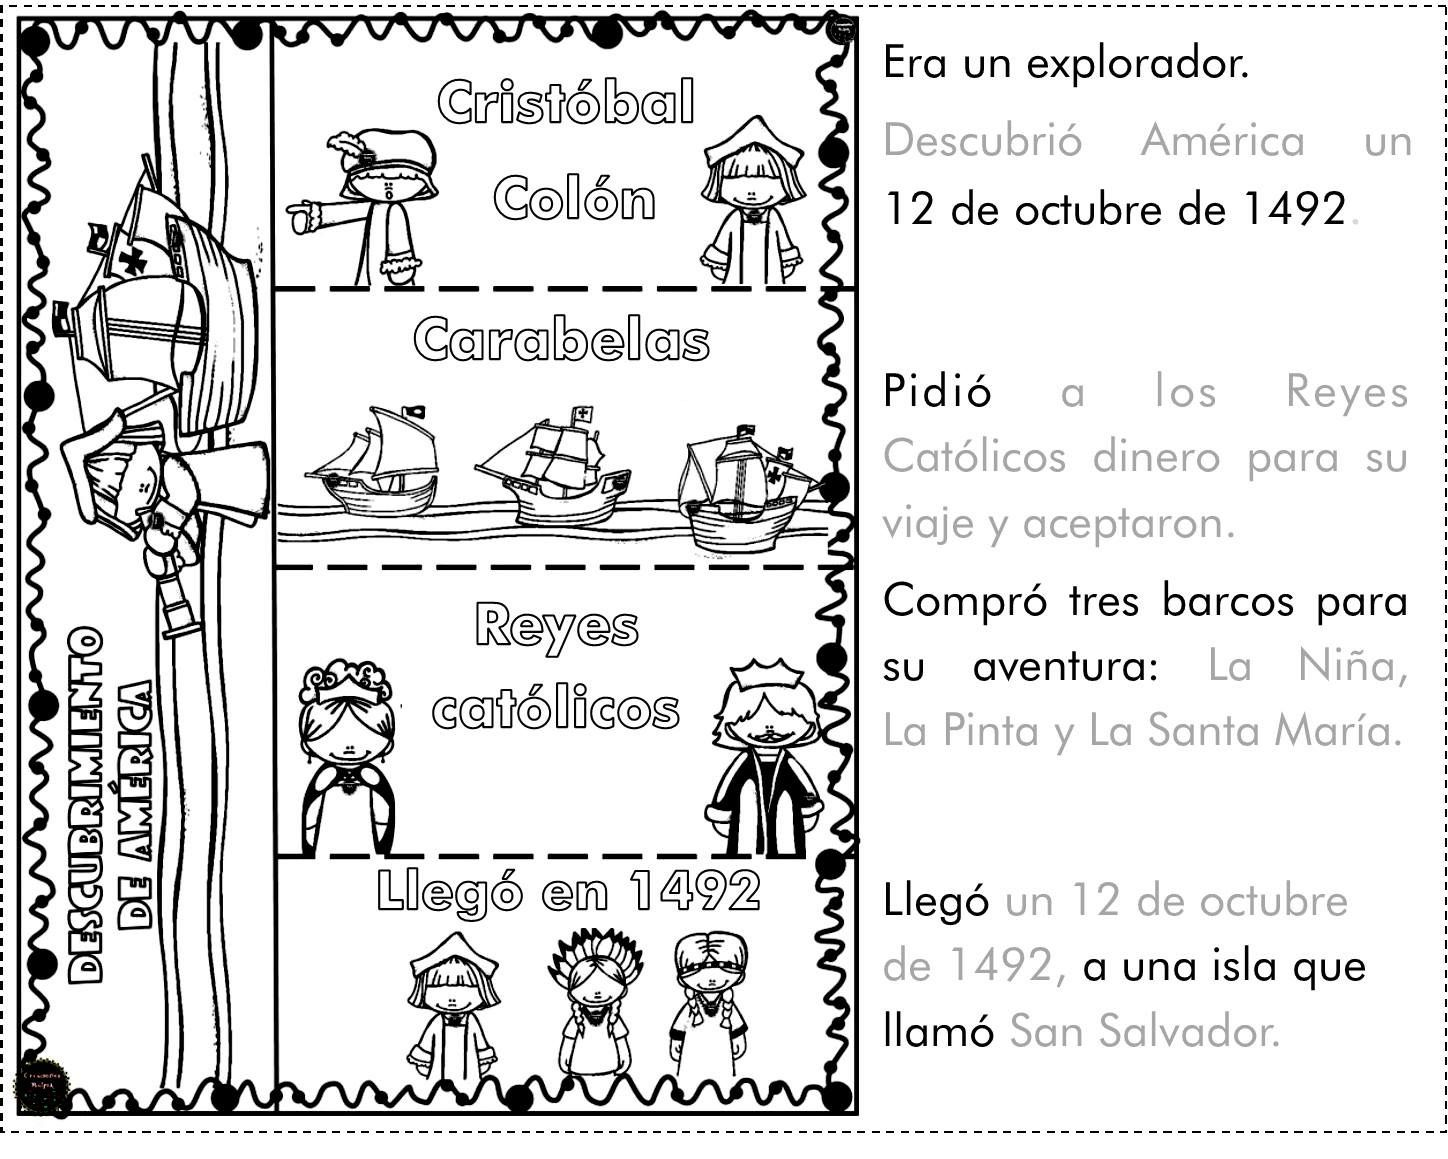 DESCUBRIMIENTO
DE AMÉRICA
Cristóbal
Colón
Carabelas
Reyes
católicos
Llegó en 1492
Era un explorador.
Descubrió América un
12 de octubre de 1492.
Pidió a los Reyes
Católicos dinero para su
viaje y aceptaron.
Compró tres barcos para
su aventura: La Niña,
La Pinta y La Santa María.
Llegó un 12 de octubre
de 1492, a una isla que
llamó San Salvador.